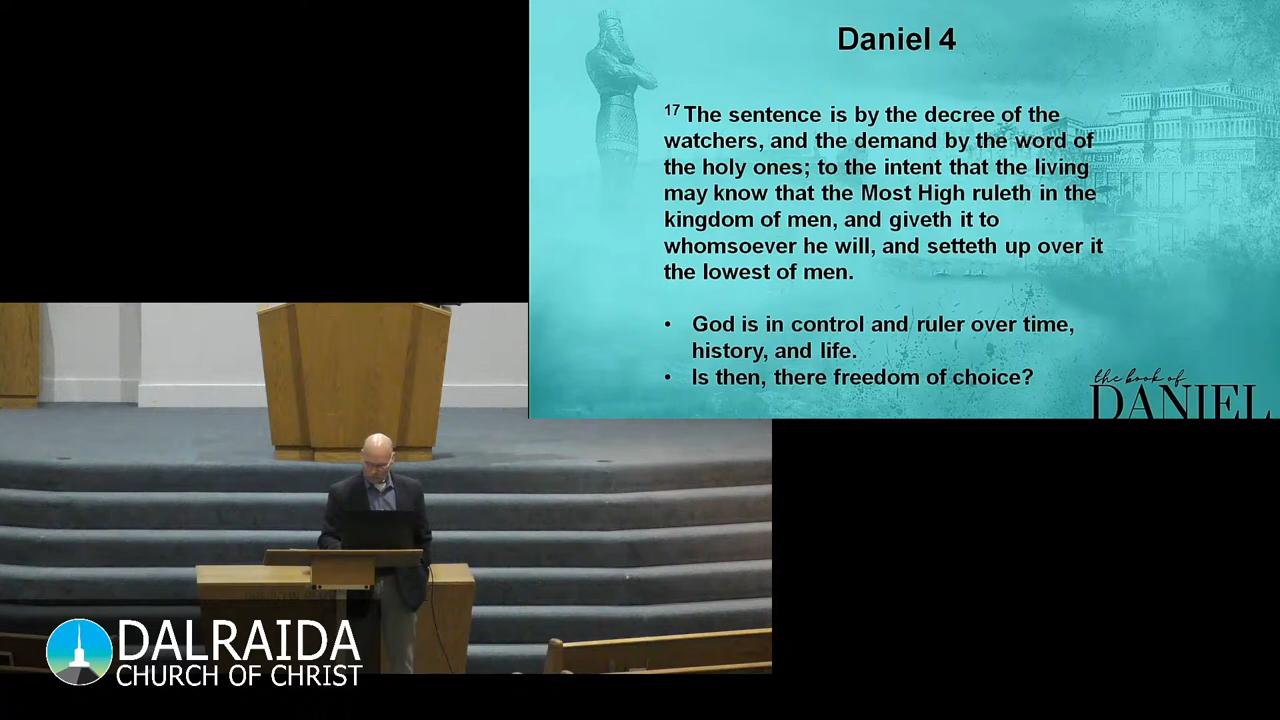 Daniel 4
17 The sentence is by the decree of the
watchers, and the demand by the word of
the holy ones; to the intent that the living
may know that the Most High ruleth in the
kingdom of men, and giveth it to
whomsoever he will, and setteth up over it
the lowest of men.
• God is in control and ruler over time,
history, and life.
• Is then, there freedom of choice?
the book of
DANIEL
DALRAIDA
CHURCH OF CHRIST